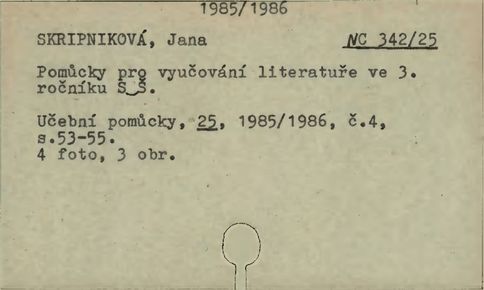 1985/1986
SKRIPNIKOVÁ, Jana NC 342/25
Pomůcky pro vyučování literatuře ve 3.
ročníku S_Š.
Učební pomůcky, 25, 1985/1986, č.4,
s.53-55.
4 foto, 3 obr.